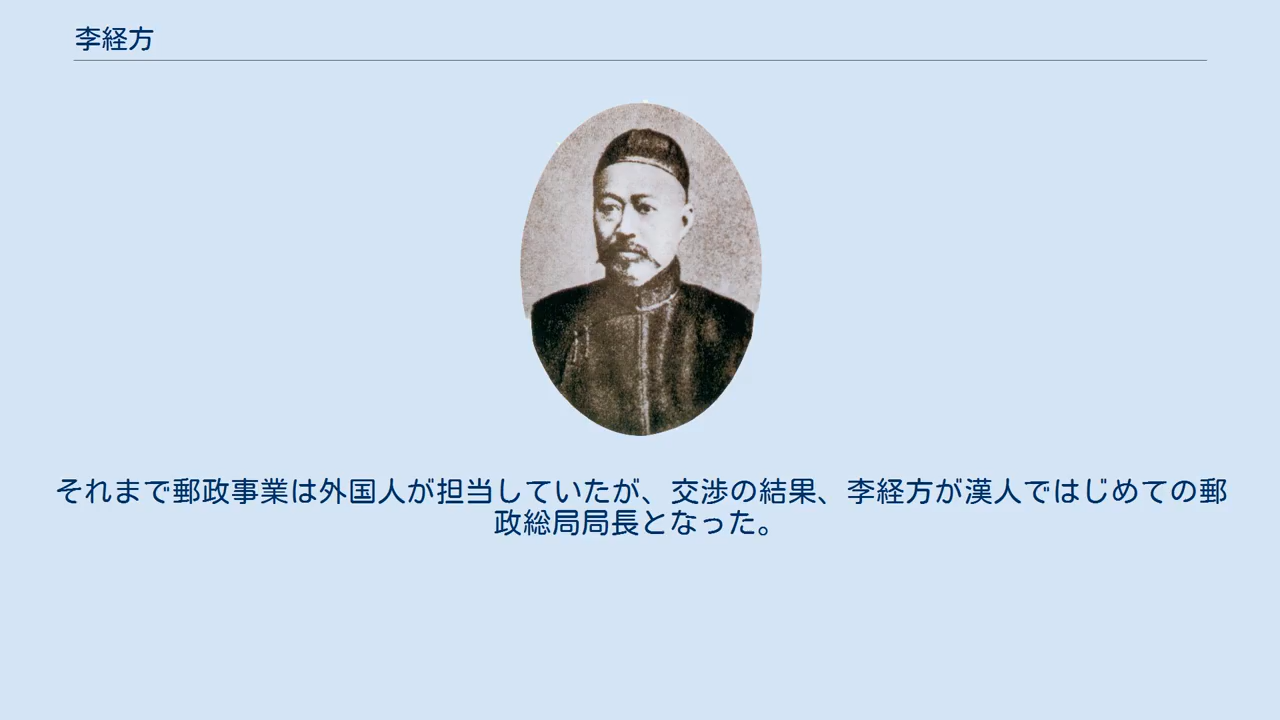 李経方
それまで郵政事業は外国人が担当していたが、交渉の結果、李経方が漢人ではじめての郵
政総局局長となった。